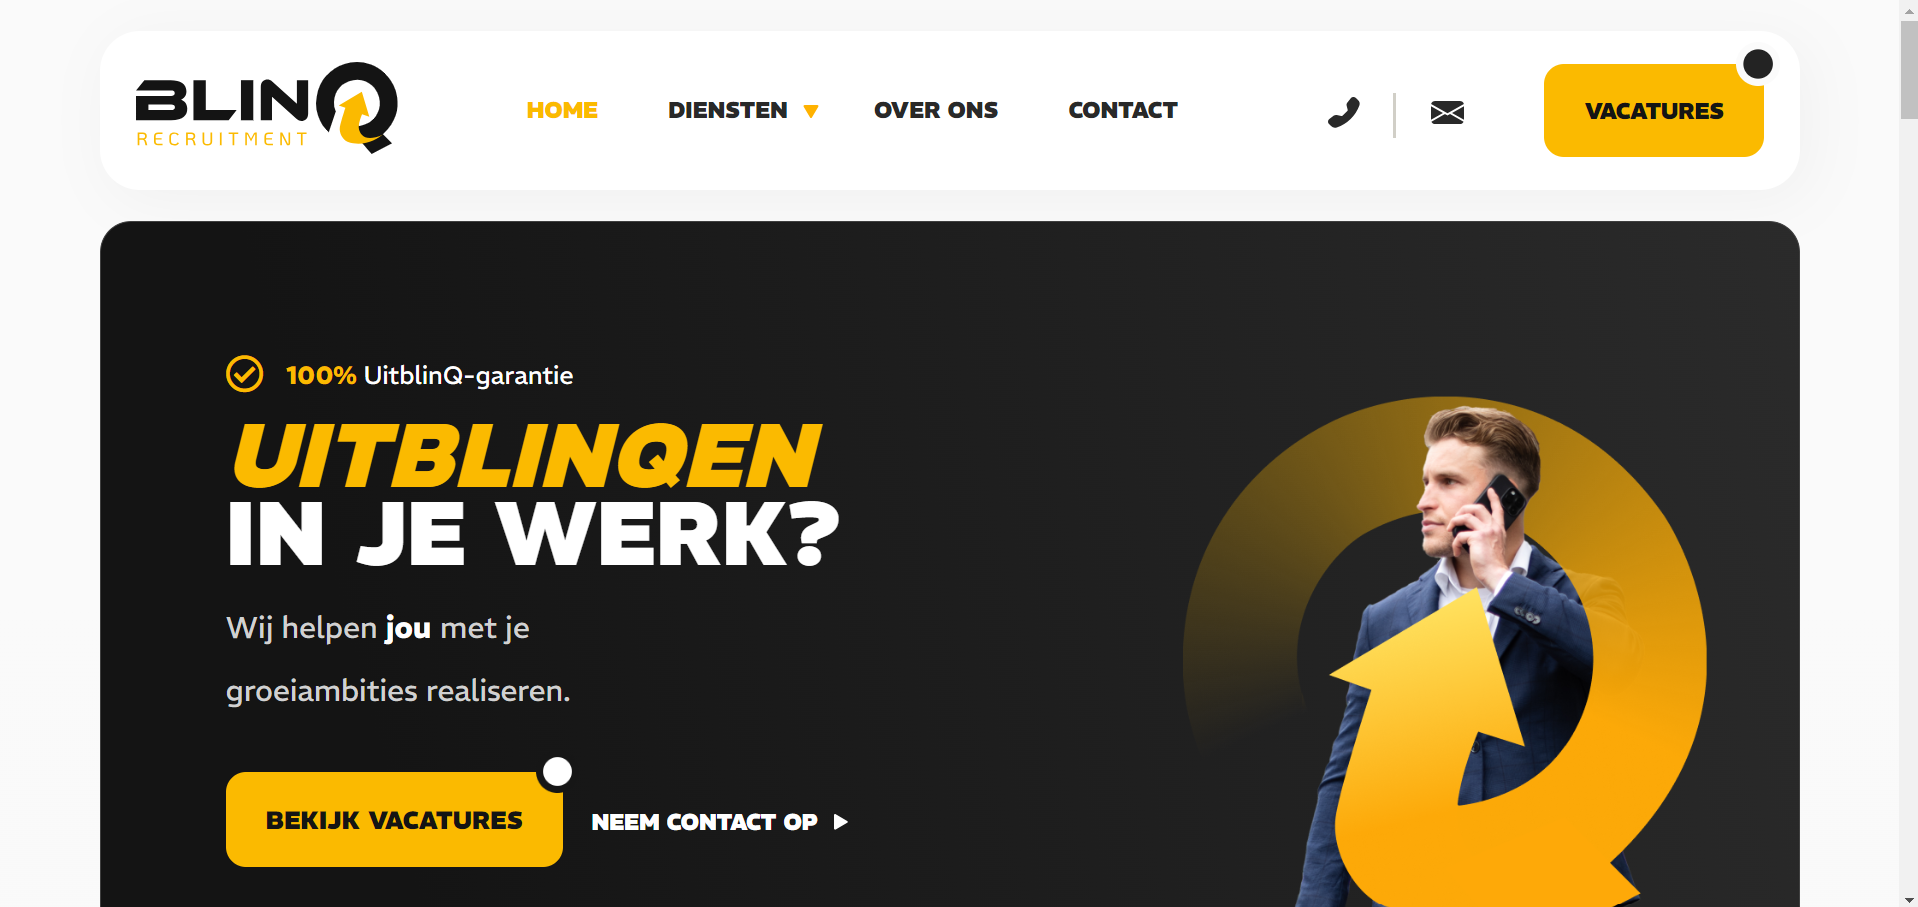 BLINQ
RECRUITMENT
HOME
DIENSTEN
OVER ONS
CONTACT
VACATURES
100% UitblinQ-garantie
UITBLINQEN
IN JE WERK?
Wij helpen jou met je
groeiambities realiseren.
BEKIJK VACATURES
NEEM CONTACT OP